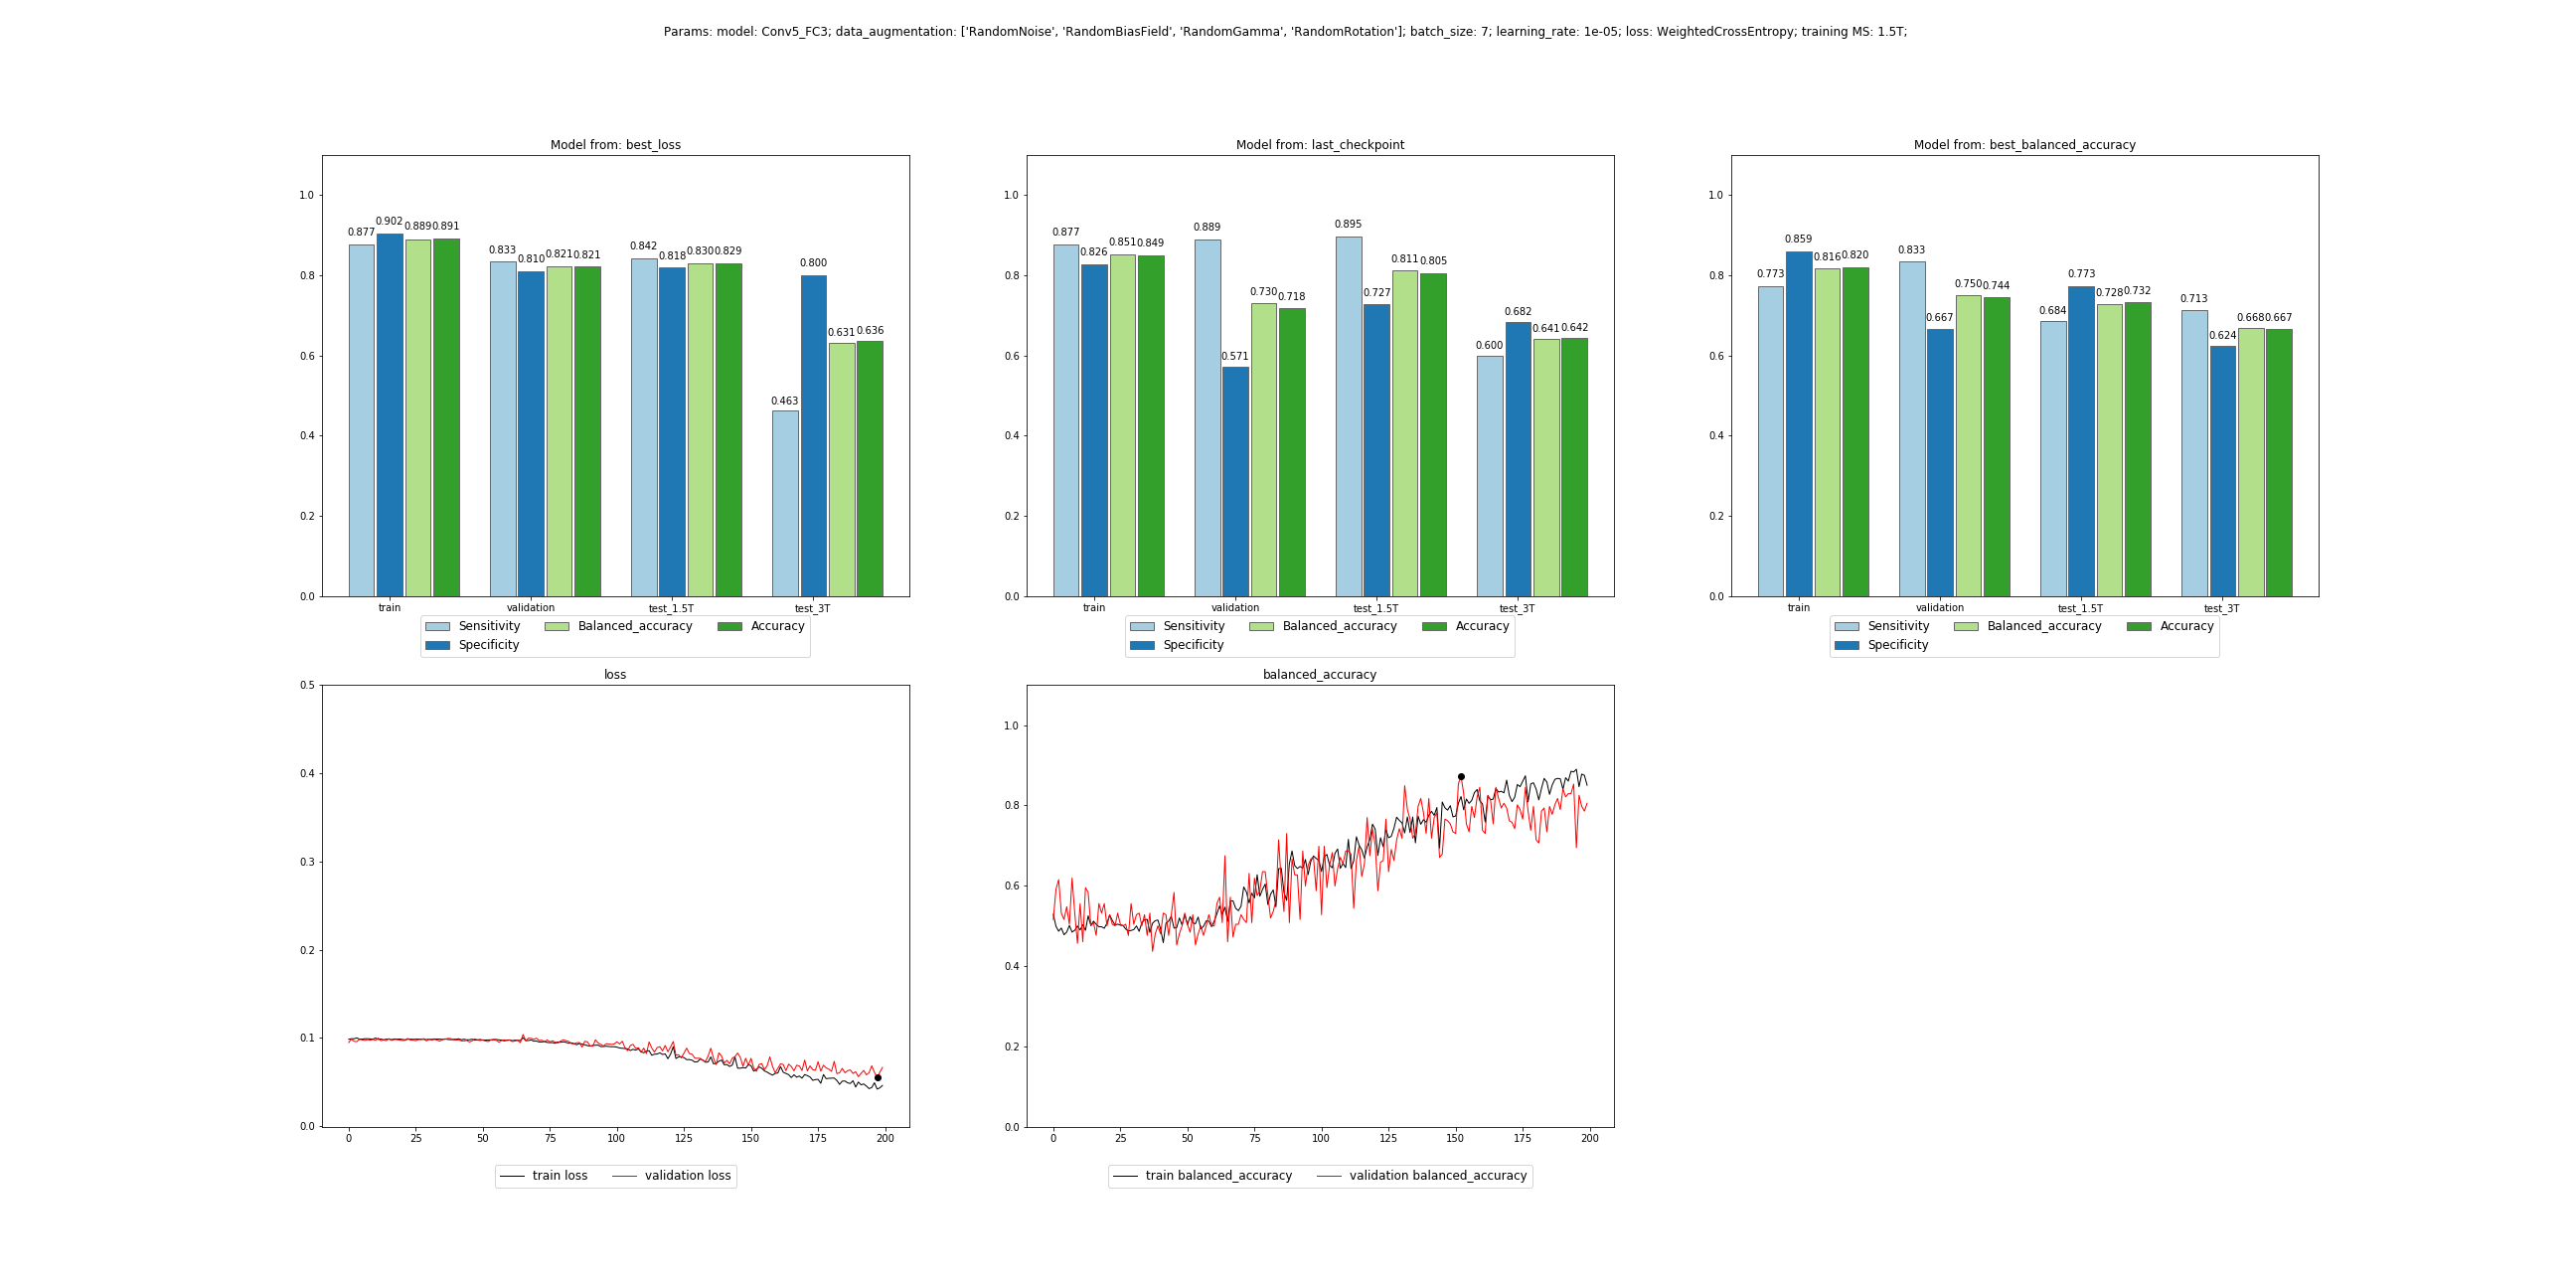 Params: model: Conv5_FC3; data_augmentation: ['RandomNoise', 'RandomBiasField', 'RandomGamma', 'RandomRotation']; batch_size: 7; learning_rate: 1e-05; loss: WeightedCrossEntropy; training MS: 1.5T;
Model from: best_loss
1.0
0.8
0.6
0.4
0.2
0.0
0.877 0.902 0.889 0.891
0.833 0.810 0.821 0.821
0.842 0.818 0.830 0.829
0.463 0.800 0.631 0.636
train validation test_1.5T test_3T
Sensitivity Balanced_accuracy Accuracy
Specificity
Model from: last_checkpoint
1.0
0.8
0.6
0.4
0.2
0.0
0.877 0.826 0.851 0.849
0.889 0.571 0.730 0.718
0.895 0.727 0.811 0.805
0.600 0.682 0.641 0.642
train validation test_1.5T test_3T
Sensitivity Balanced_accuracy Accuracy
Specificity
Model from: best_balanced_accuracy
1.0
0.8
0.6
0.4
0.2
0.0
0.773 0.859 0.816 0.820
0.833 0.667 0.750 0.744
0.684 0.773 0.728 0.732
0.713 0.624 0.668 0.667
train validation test_1.5T test_3T
Sensitivity Balanced_accuracy Accuracy
Specificity
loss
0.5
0.4
0.3
0.2
0.1
0.0
0 25 50 75 100 125 150 175 200
train loss validation loss
balanced_accuracy
1.0
0.8
0.6
0.4
0.2
0.0
0 25 50 75 100 125 150 175 200
train balanced_accuracy validation balanced_accuracy